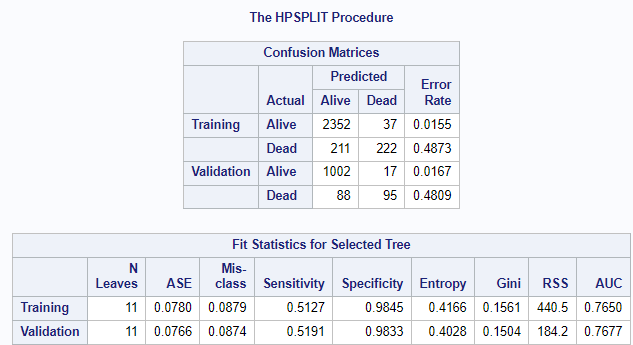 The HPSPLIT Procedure
Confusion Matrices
Predicted
Error
Actual Alive Dead Rate
Training Alive 2352 37 0.0155
Dead 211 222 0.4873
Validation Alive 1002 17 0.0167
Dead 88 95 0.4809
Fit Statistics for Selected Tree
N Mis-
Leaves ASE class Sensitivity Specificity Entropy Gini RSS AUC
Training 11 0.0780 0.0879 0.5127 0.9845 0.4166 0.1561 440.5 0.7650
Validation 11 0.0766 0.0874 0.5191 0.9833 0.4028 0.1504 184.2 0.7677